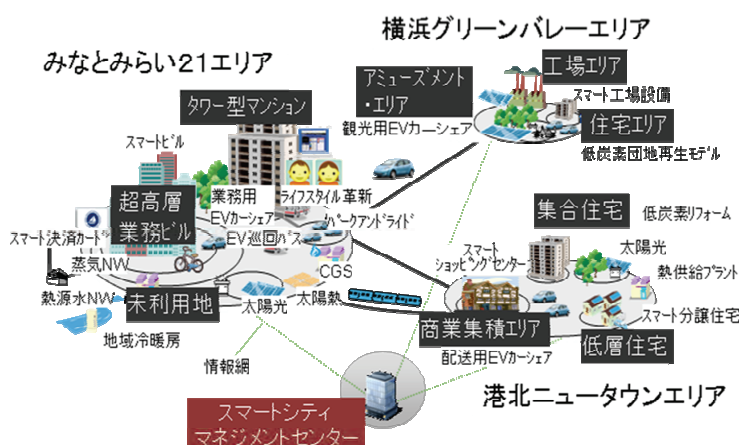 横浜グリーンバレーエリア
みなとみらい21エリア
工場エリア
アミューズメント
・エリア
スマート工場設備
タワー型マンション
観光用EVカーシェア
住宅エリア
低炭素団地再生モデル
スマートビル
超高層
業務ビル
業務用
EVカーシェア
ライフスタイル革新
パークアンドライド
EV巡回バス
集合住宅
低炭素リフォーム
スマート決済カード
蒸気NW
CGS
スマート
ショッピングセンター
太陽光
熱供給プラント
熱源水NW
未利用地
太陽光
太陽熱
商業集積エリア
スマート分譲住宅
地域冷暖房
配送用EVカーシェア
低層住宅
情報網
港北ニュータウンエリア
スマートシティ
マネジメントセンター